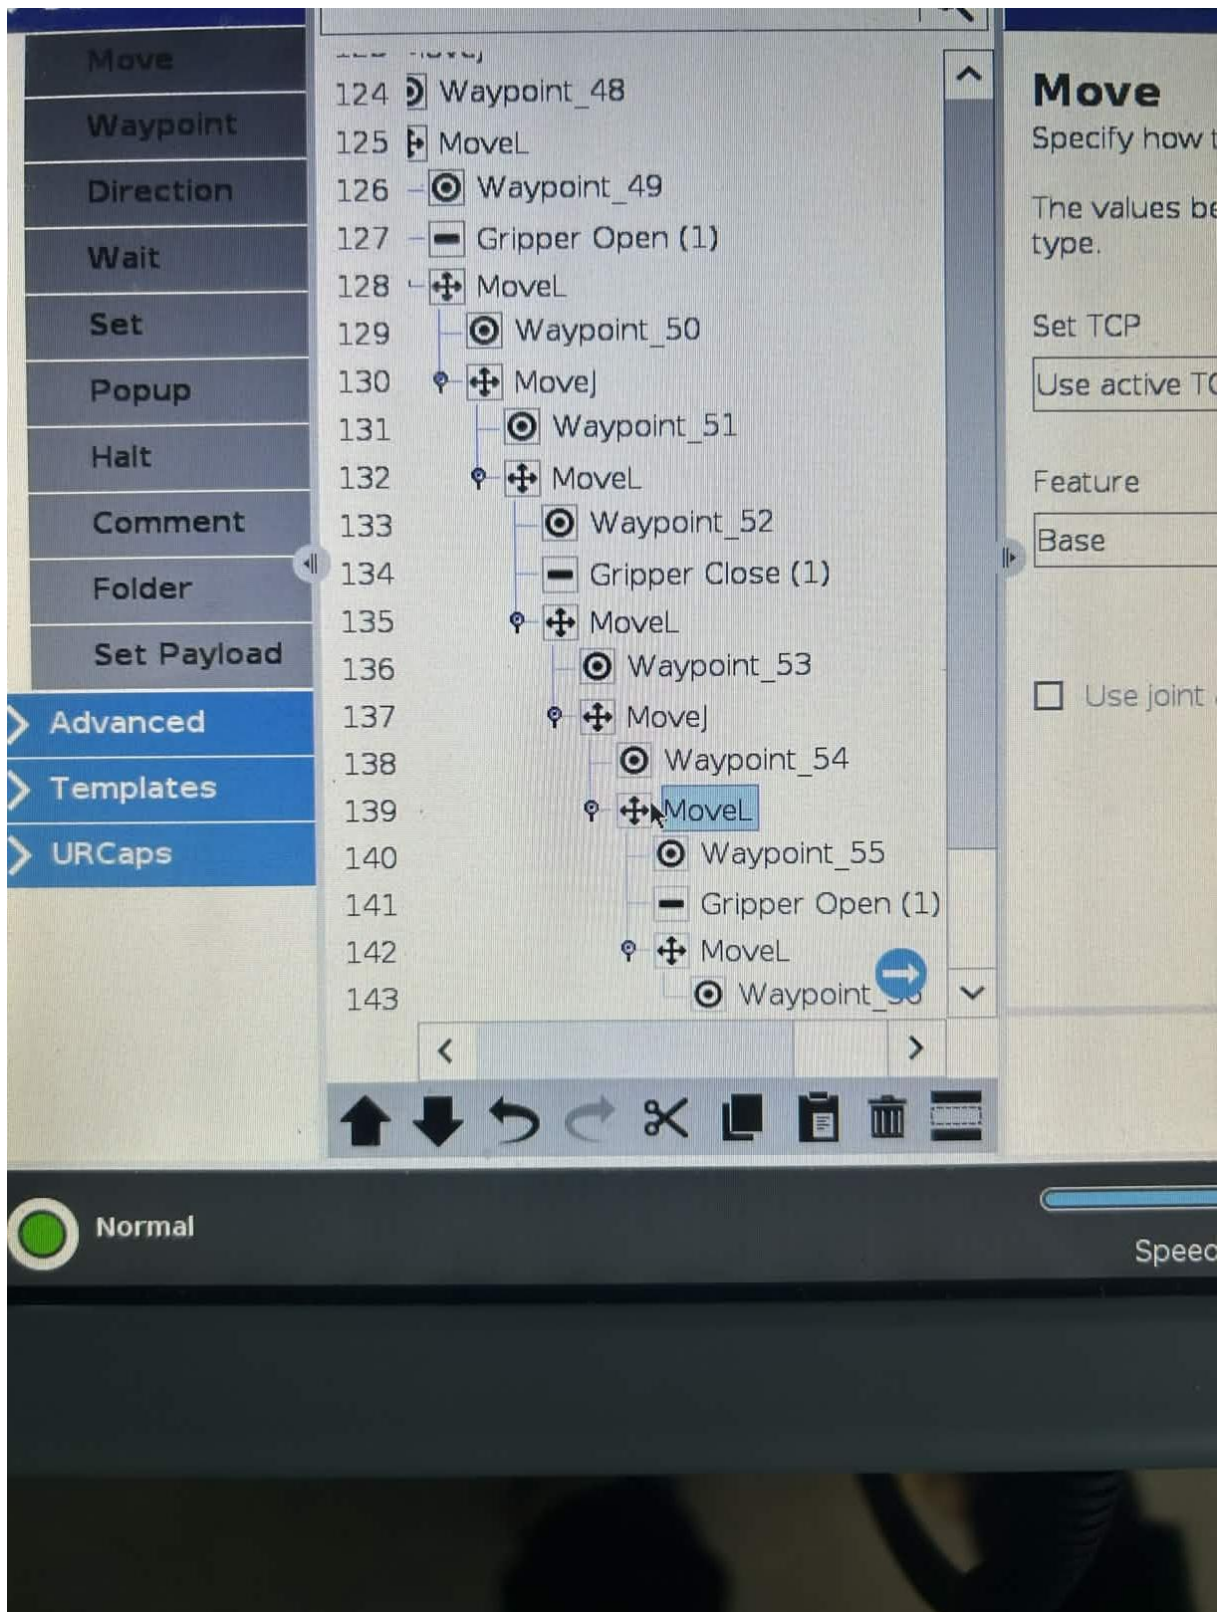 Move
Waypoint
Direction
Wait
Set
Popup
Halt
Comment
Folder
Set Payload
Advanced
Templates
URCaps
124 Waypoint_48
125 MoveL
126 Waypoint_49
127 Gripper Open (1)
128 MoveL
129 Waypoint_50
130 MoveJ
131 Waypoint_51
132 MoveL
133 Waypoint_52
134 Gripper Close (1)
135 MoveL
136 Waypoint_53
137 MoveJ
138 Waypoint_54
139 MoveL
140 Waypoint_55
141 Gripper Open (1)
142 MoveL
143 Waypoint_
Move
Specify how t
The values be
type.
Set TCP
Use active TC
Feature
Base
Use joint
Normal
Speed